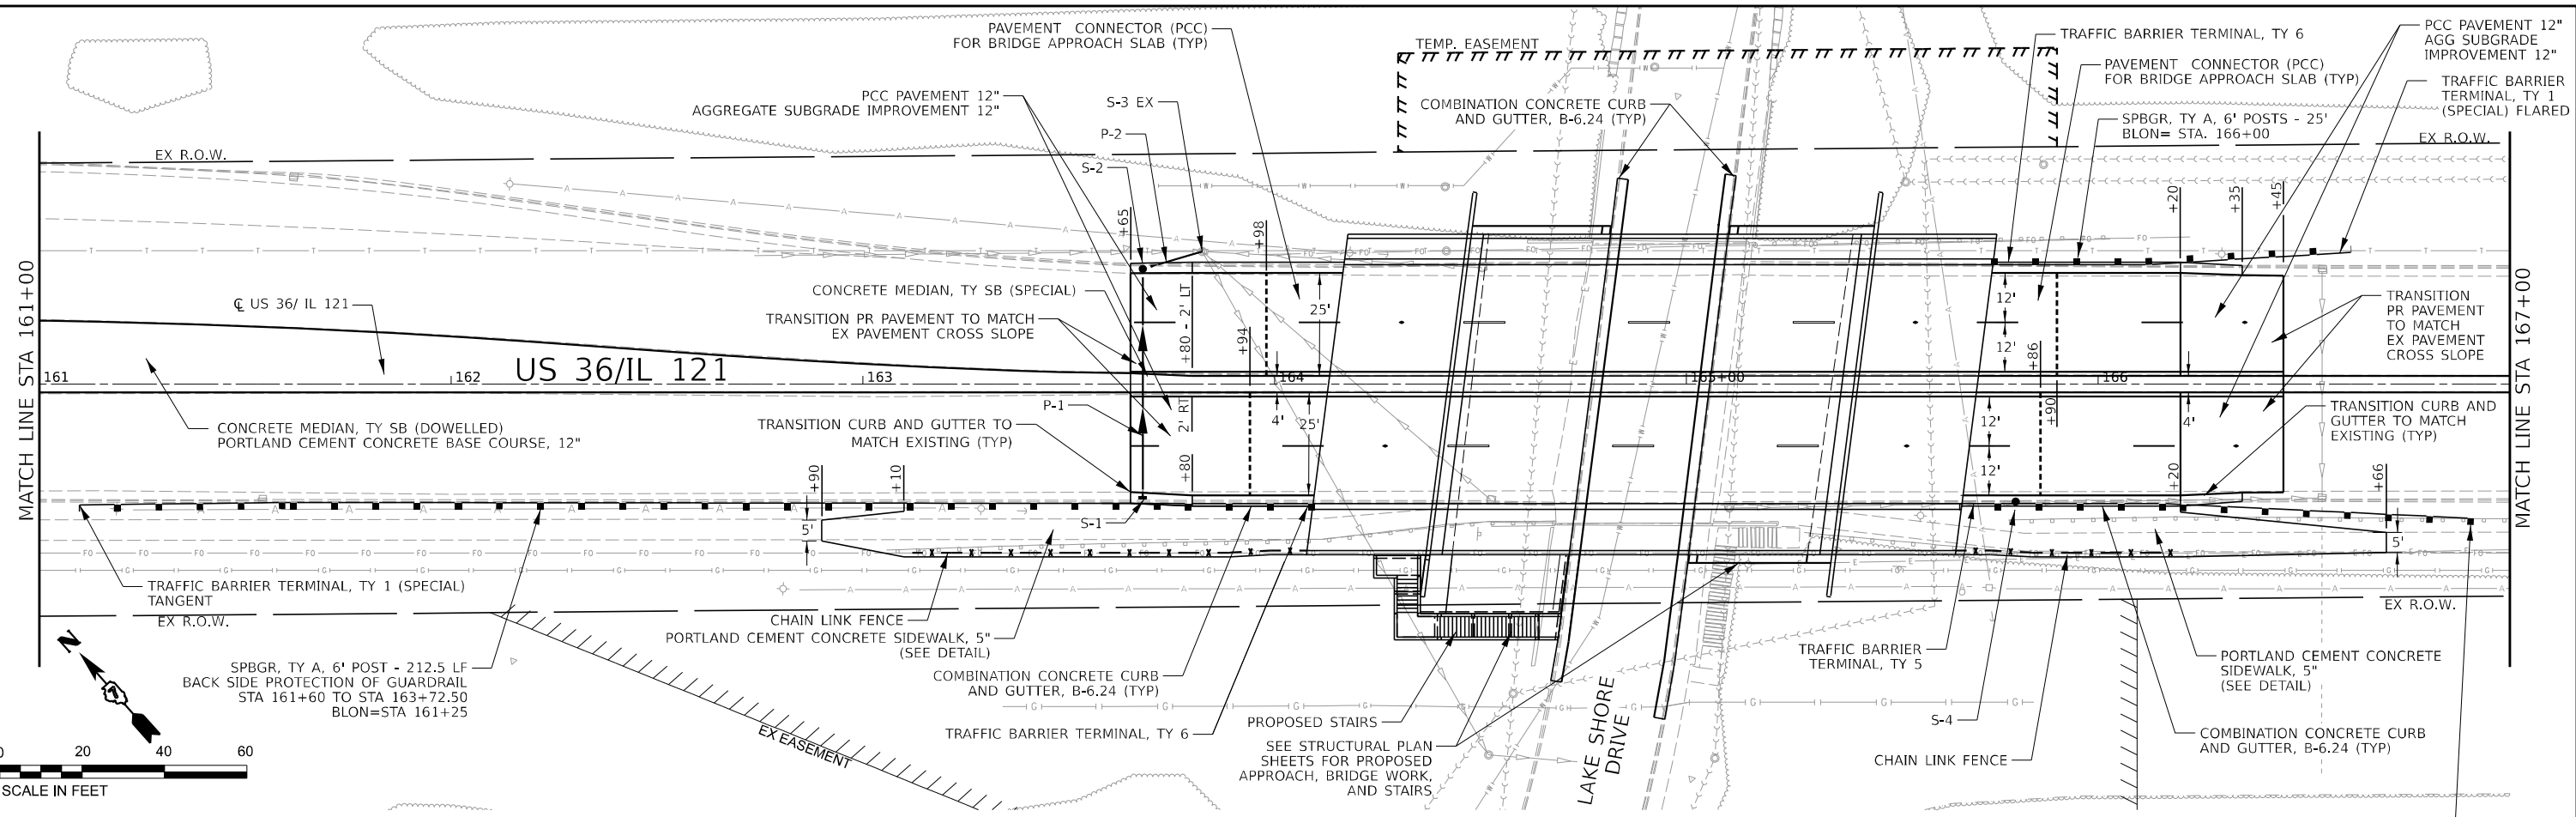 PAVEMENT CONNECTOR (PCC)
FOR BRIDGE APPROACH SLAB (TYP)
TEMP. EASEMENT
TRAFFIC BARRIER TERMINAL, TY 6
PCC PAVEMENT 12"
AGG SUBGRADE
IMPROVEMENT 12"
PAVEMENT CONNECTOR (PCC)
FOR BRIDGE APPROACH SLAB (TYP)
TRAFFIC BARRIER
TERMINAL, TY 1
(SPECIAL) FLARED
PCC PAVEMENT 12"
AGGREGATE SUBGRADE IMPROVEMENT 12"
S-3 EX
P-2
S-2
COMBINATION CONCRETE CURB
AND GUTTER, B-6.24 (TYP)
SPBGR, TY A, 6' POSTS - 25'
BLON= STA. 166+00
EX R.O.W.
EX R.O.W.
+65
+98
+20
+35
+45
MATCH LINE STA 161+00
MATCH LINE STA 167+00
℄ US 36/ IL 121
CONCRETE MEDIAN, TY SB (SPECIAL)
TRANSITION PR PAVEMENT TO MATCH
EX PAVEMENT CROSS SLOPE
+80 - 2' LT
+94
25'
12'
12'
+86
TRANSITION
PR PAVEMENT
TO MATCH
EX PAVEMENT
CROSS SLOPE
161
162
US 36/IL 121
163
164
165+00
166
P-1
2' RT
+80
4'
25'
12'
12'
+90
4'
+20
CONCRETE MEDIAN, TY SB (DOWELLED)
PORTLAND CEMENT CONCRETE BASE COURSE, 12"
TRANSITION CURB AND GUTTER TO
MATCH EXISTING (TYP)
TRANSITION CURB AND
GUTTER TO MATCH
EXISTING (TYP)
+90
+10
+66
S-1
5'
5'
TRAFFIC BARRIER TERMINAL, TY 1 (SPECIAL)
TANGENT
EX R.O.W.
EX R.O.W.
CHAIN LINK FENCE
PORTLAND CEMENT CONCRETE SIDEWALK, 5"
(SEE DETAIL)
N
SPBGR, TY A, 6' POST - 212.5 LF
BACK SIDE PROTECTION OF GUARDRAIL
STA 161+60 TO STA 163+72.50
BLON=STA 161+25
COMBINATION CONCRETE CURB
AND GUTTER, B-6.24 (TYP)
TRAFFIC BARRIER TERMINAL, TY 6
PROPOSED STAIRS
SEE STRUCTURAL PLAN
SHEETS FOR PROPOSED
APPROACH, BRIDGE WORK,
AND STAIRS
LAKE SHORE
DRIVE
TRAFFIC BARRIER
TERMINAL, TY 5
S-4
CHAIN LINK FENCE
PORTLAND CEMENT CONCRETE
SIDEWALK, 5"
(SEE DETAIL)
COMBINATION CONCRETE CURB
AND GUTTER, B-6.24 (TYP)
EX EASEMENT
0 20 40 60
SCALE IN FEET